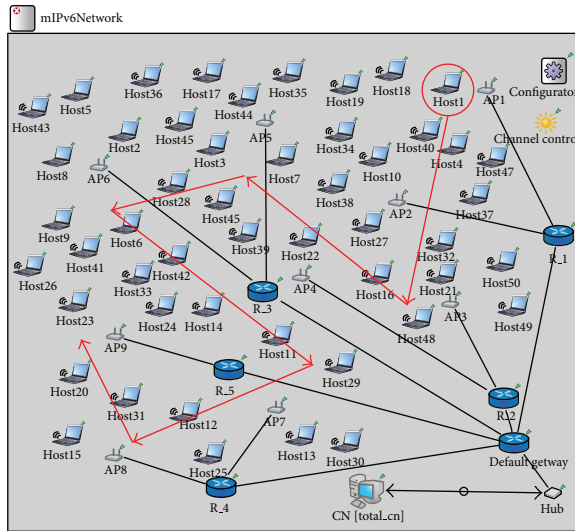 mIPv6Network
Host36
Host17
Host35
Host18
Host1
AP1
Configurator
Host5
Host44
Host19
Host43
AP5
Channel control
Host2
Host45
Host3
Host34
Host40
Host4
Host47
Host8
AP6
Host7
Host10
Host28
Host45
Host38
AP2
Host37
Host9
Host6
Host39
Host22
Host27
Host32
R_1
Host41
Host42
Host26
Host33
AP4
Host16
Host21
Host50
Host23
Host24
Host14
R_3
AP3
Host49
Host48
AP9
Host11
R_5
Host29
Host20
Host31
Host12
AP7
R_2
Host15
AP8
Host25
Host13
Host30
Default getway
R_4
CN [total_cn]
Hub